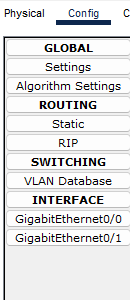 Physical Config C
GLOBAL
Settings
Algorithm Settings
ROUTING
Static
RIP
SWITCHING
VLAN Database
INTERFACE
GigabitEthernet0/0
GigabitEthernet0/1